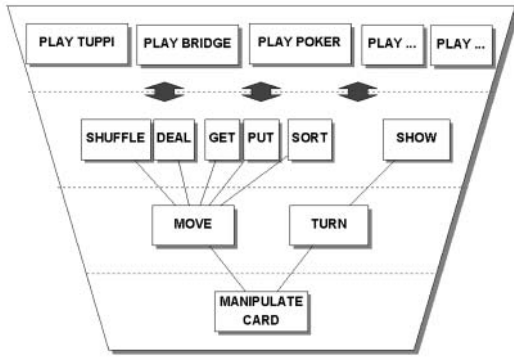 PLAY TUPPI
PLAY BRIDGE
PLAY POKER
PLAY ...
PLAY ...
SHUFFLE
DEAL
GET
PUT
SORT
SHOW
MOVE
TURN
MANIPULATE
CARD